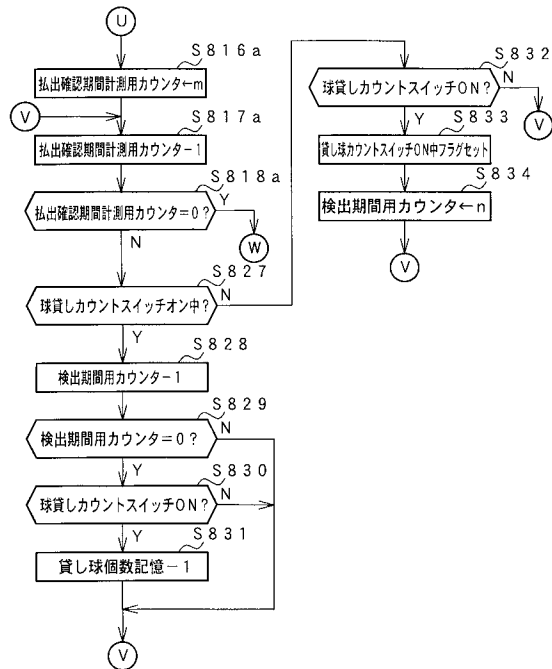 U
S816a
払出確認期間計測用カウンタ←m
V
S817a
払出確認期間計測用カウンタ-1
S818a
払出確認期間計測用カウンタ=0?
Y
W
N
S827
球貸しカウントスイッチオン中?
N
Y
S828
検出期間用カウンタ-1
S829
検出期間用カウンタ=0?
N
Y
S830
球貸しカウントスイッチON?
N
Y
S831
貸し球個数記憶-1
V
S832
球貸しカウントスイッチON?
N
V
Y
S833
貸し球カウントスイッチON中フラグセット
S834
検出期間用カウンタ←n
V